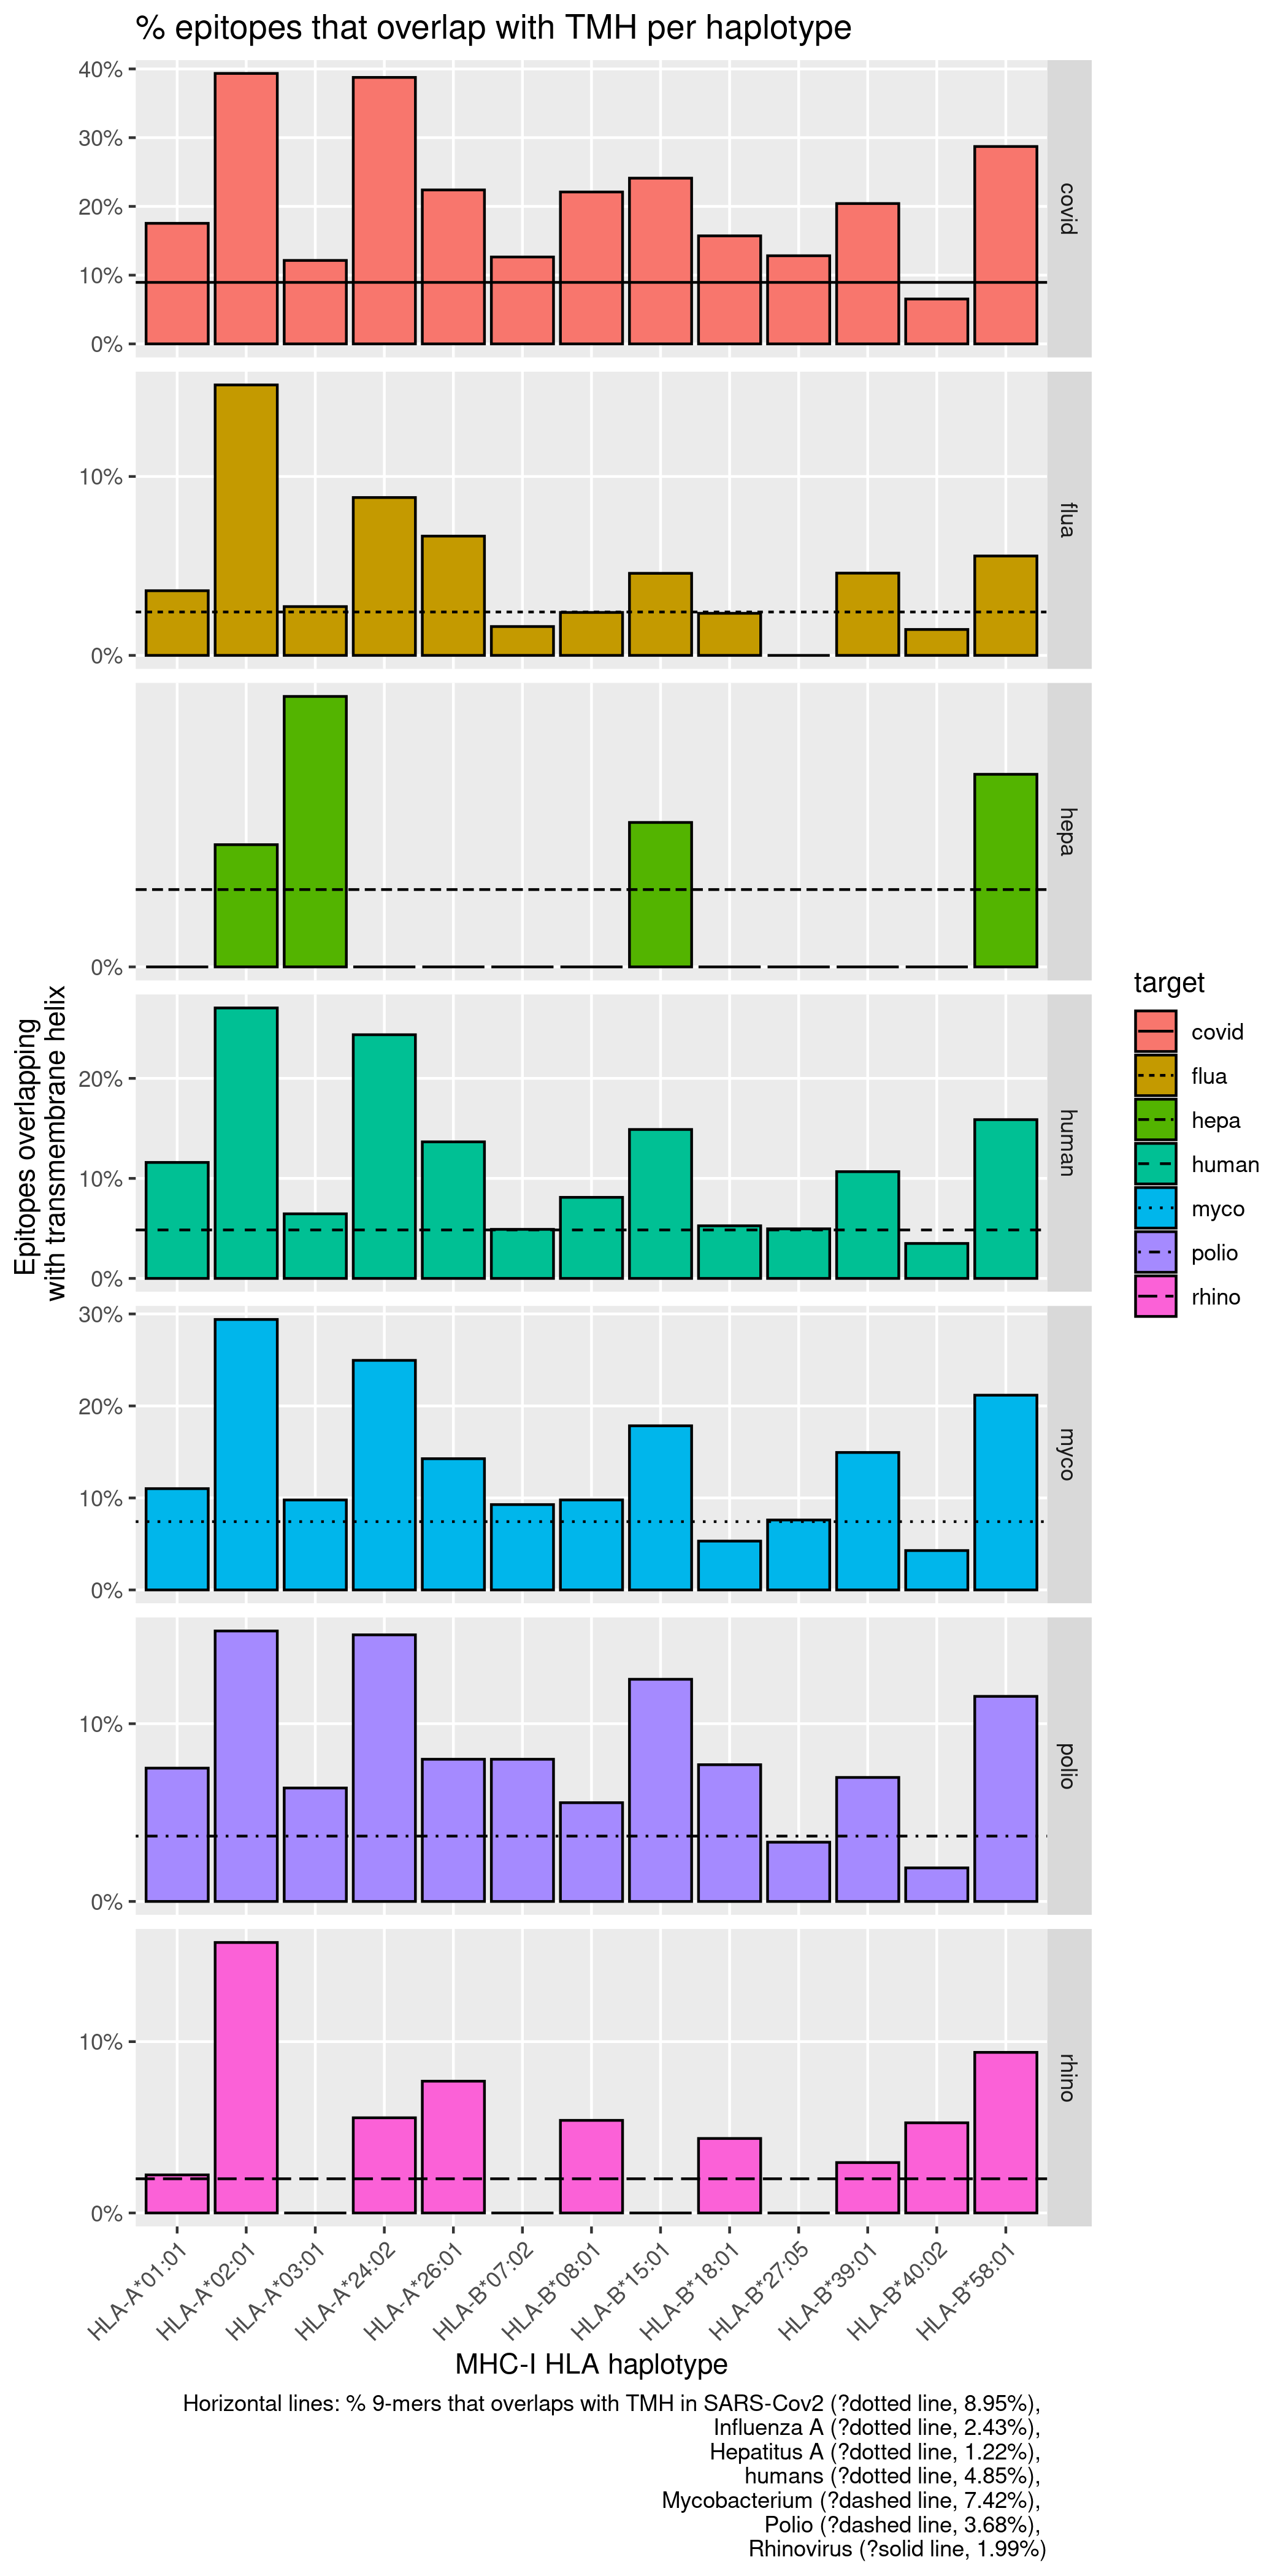 % epitopes that overlap with TMH per haplotype
Epitopes overlapping
with transmembrane helix
40%
30%
20%
10%
0%
covid
10%
0%
flua
0%
hepa
20%
10%
0%
human
30%
20%
10%
0%
myco
10%
0%
polio
10%
0%
rhino
HLA-A*01:01
HLA-A*02:01
HLA-A*03:01
HLA-A*24:02
HLA-A*26:01
HLA-B*07:02
HLA-B*08:01
HLA-B*15:01
HLA-B*18:01
HLA-B*27:05
HLA-B*39:01
HLA-B*40:02
HLA-B*58:01
MHC-I HLA haplotype
target
covid
flua
hepa
human
myco
polio
rhino
Horizontal lines: % 9-mers that overlaps with TMH in SARS-Cov2 (?dotted line, 8.95%),
Influenza A (?dotted line, 2.43%),
Hepatitus A (?dotted line, 1.22%),
humans (?dotted line, 4.85%),
Mycobacterium (?dashed line, 7.42%),
Polio (?dashed line, 3.68%),
Rhinovirus (?solid line, 1.99%)